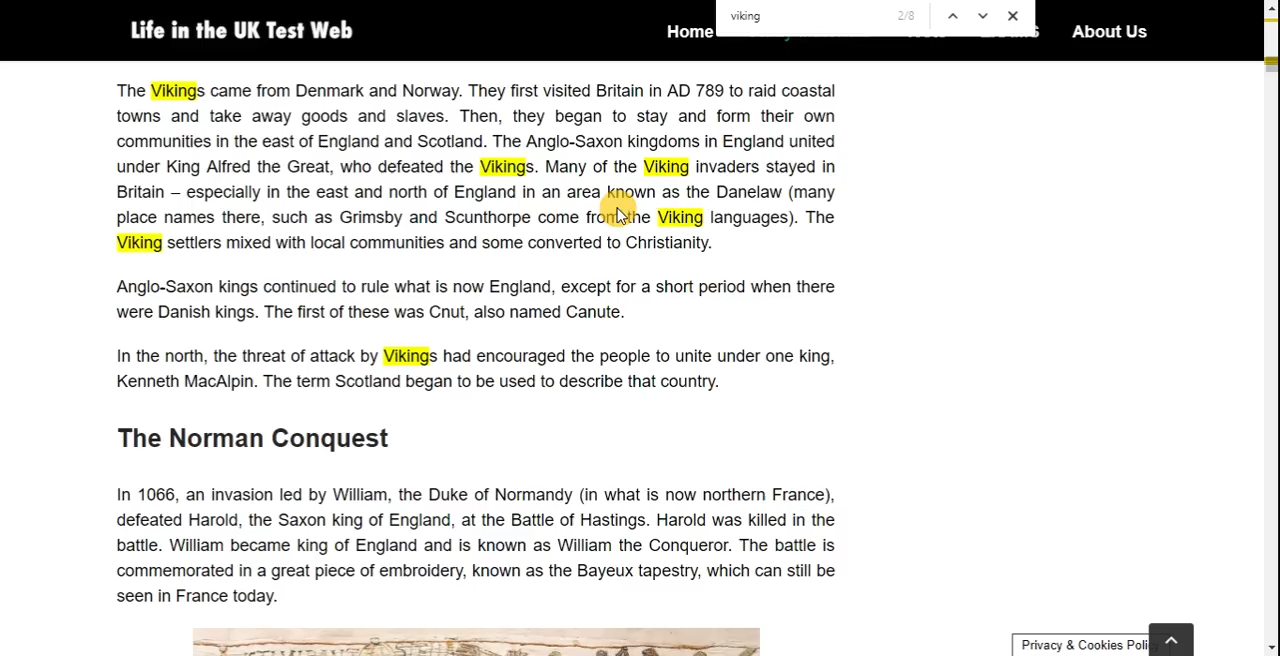 Life in the UK Test Web
Home
About Us
viking
2/8
The Vikings came from Denmark and Norway. They first visited Britain in AD 789 to raid coastal
towns and take away goods and slaves. Then, they began to stay and form their own
communities in the east of England and Scotland. The Anglo-Saxon kingdoms in England united
under King Alfred the Great, who defeated the Vikings. Many of the Viking invaders stayed in
Britain – especially in the east and north of England in an area known as the Danelaw (many
place names there, such as Grimsby and Scunthorpe come from the Viking languages). The
Viking settlers mixed with local communities and some converted to Christianity.
Anglo-Saxon kings continued to rule what is now England, except for a short period when there
were Danish kings. The first of these was Cnut, also named Canute.
In the north, the threat of attack by Vikings had encouraged the people to unite under one king,
Kenneth MacAlpin. The term Scotland began to be used to describe that country.
The Norman Conquest
In 1066, an invasion led by William, the Duke of Normandy (in what is now northern France),
defeated Harold, the Saxon king of England, at the Battle of Hastings. Harold was killed in the
battle. William became king of England and is known as William the Conqueror. The battle is
commemorated in a great piece of embroidery, known as the Bayeux tapestry, which can still be
seen in France today.
Privacy & Cookies Policy